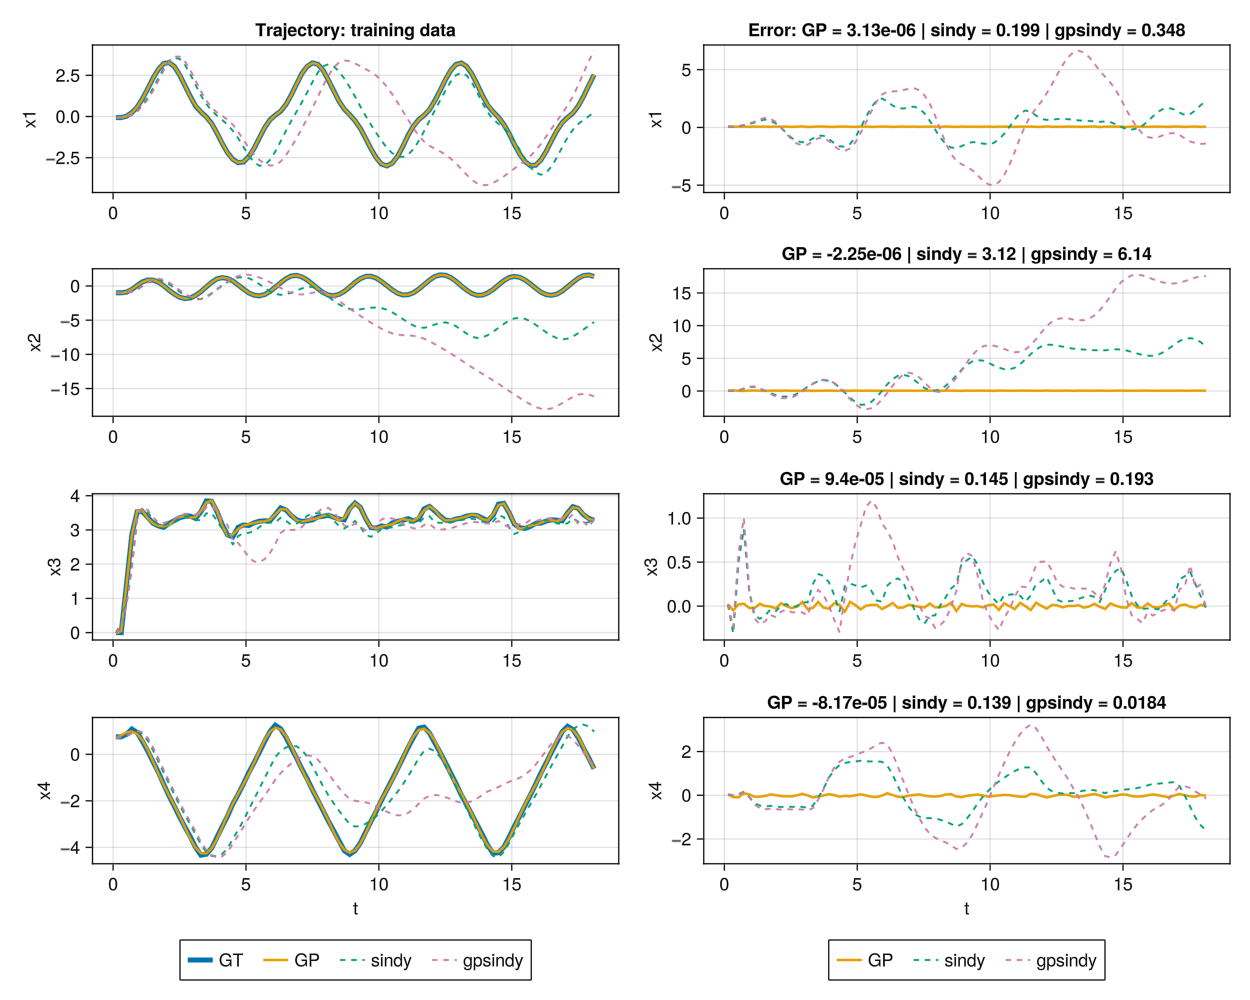 Trajectory: training data
Error: GP = 3.13e-06 | sindy = 0.199 | gpsindy = 0.348
x1
2.5
0.0
−2.5
0 5 10 15
x1
5
0
−5
0 5 10 15
GP = -2.25e-06 | sindy = 3.12 | gpsindy = 6.14
x2
0
−5
−10
−15
0 5 10 15
x2
15
10
5
0
0 5 10 15
GP = 9.4e-05 | sindy = 0.145 | gpsindy = 0.193
x3
4
3
2
1
0
0 5 10 15
x3
1.0
0.5
0.0
0 5 10 15
GP = -8.17e-05 | sindy = 0.139 | gpsindy = 0.0184
x4
0
−2
−4
0 5 10 15
t
x4
2
0
−2
0 5 10 15
t
GT GP sindy gpsindy
GP sindy gpsindy